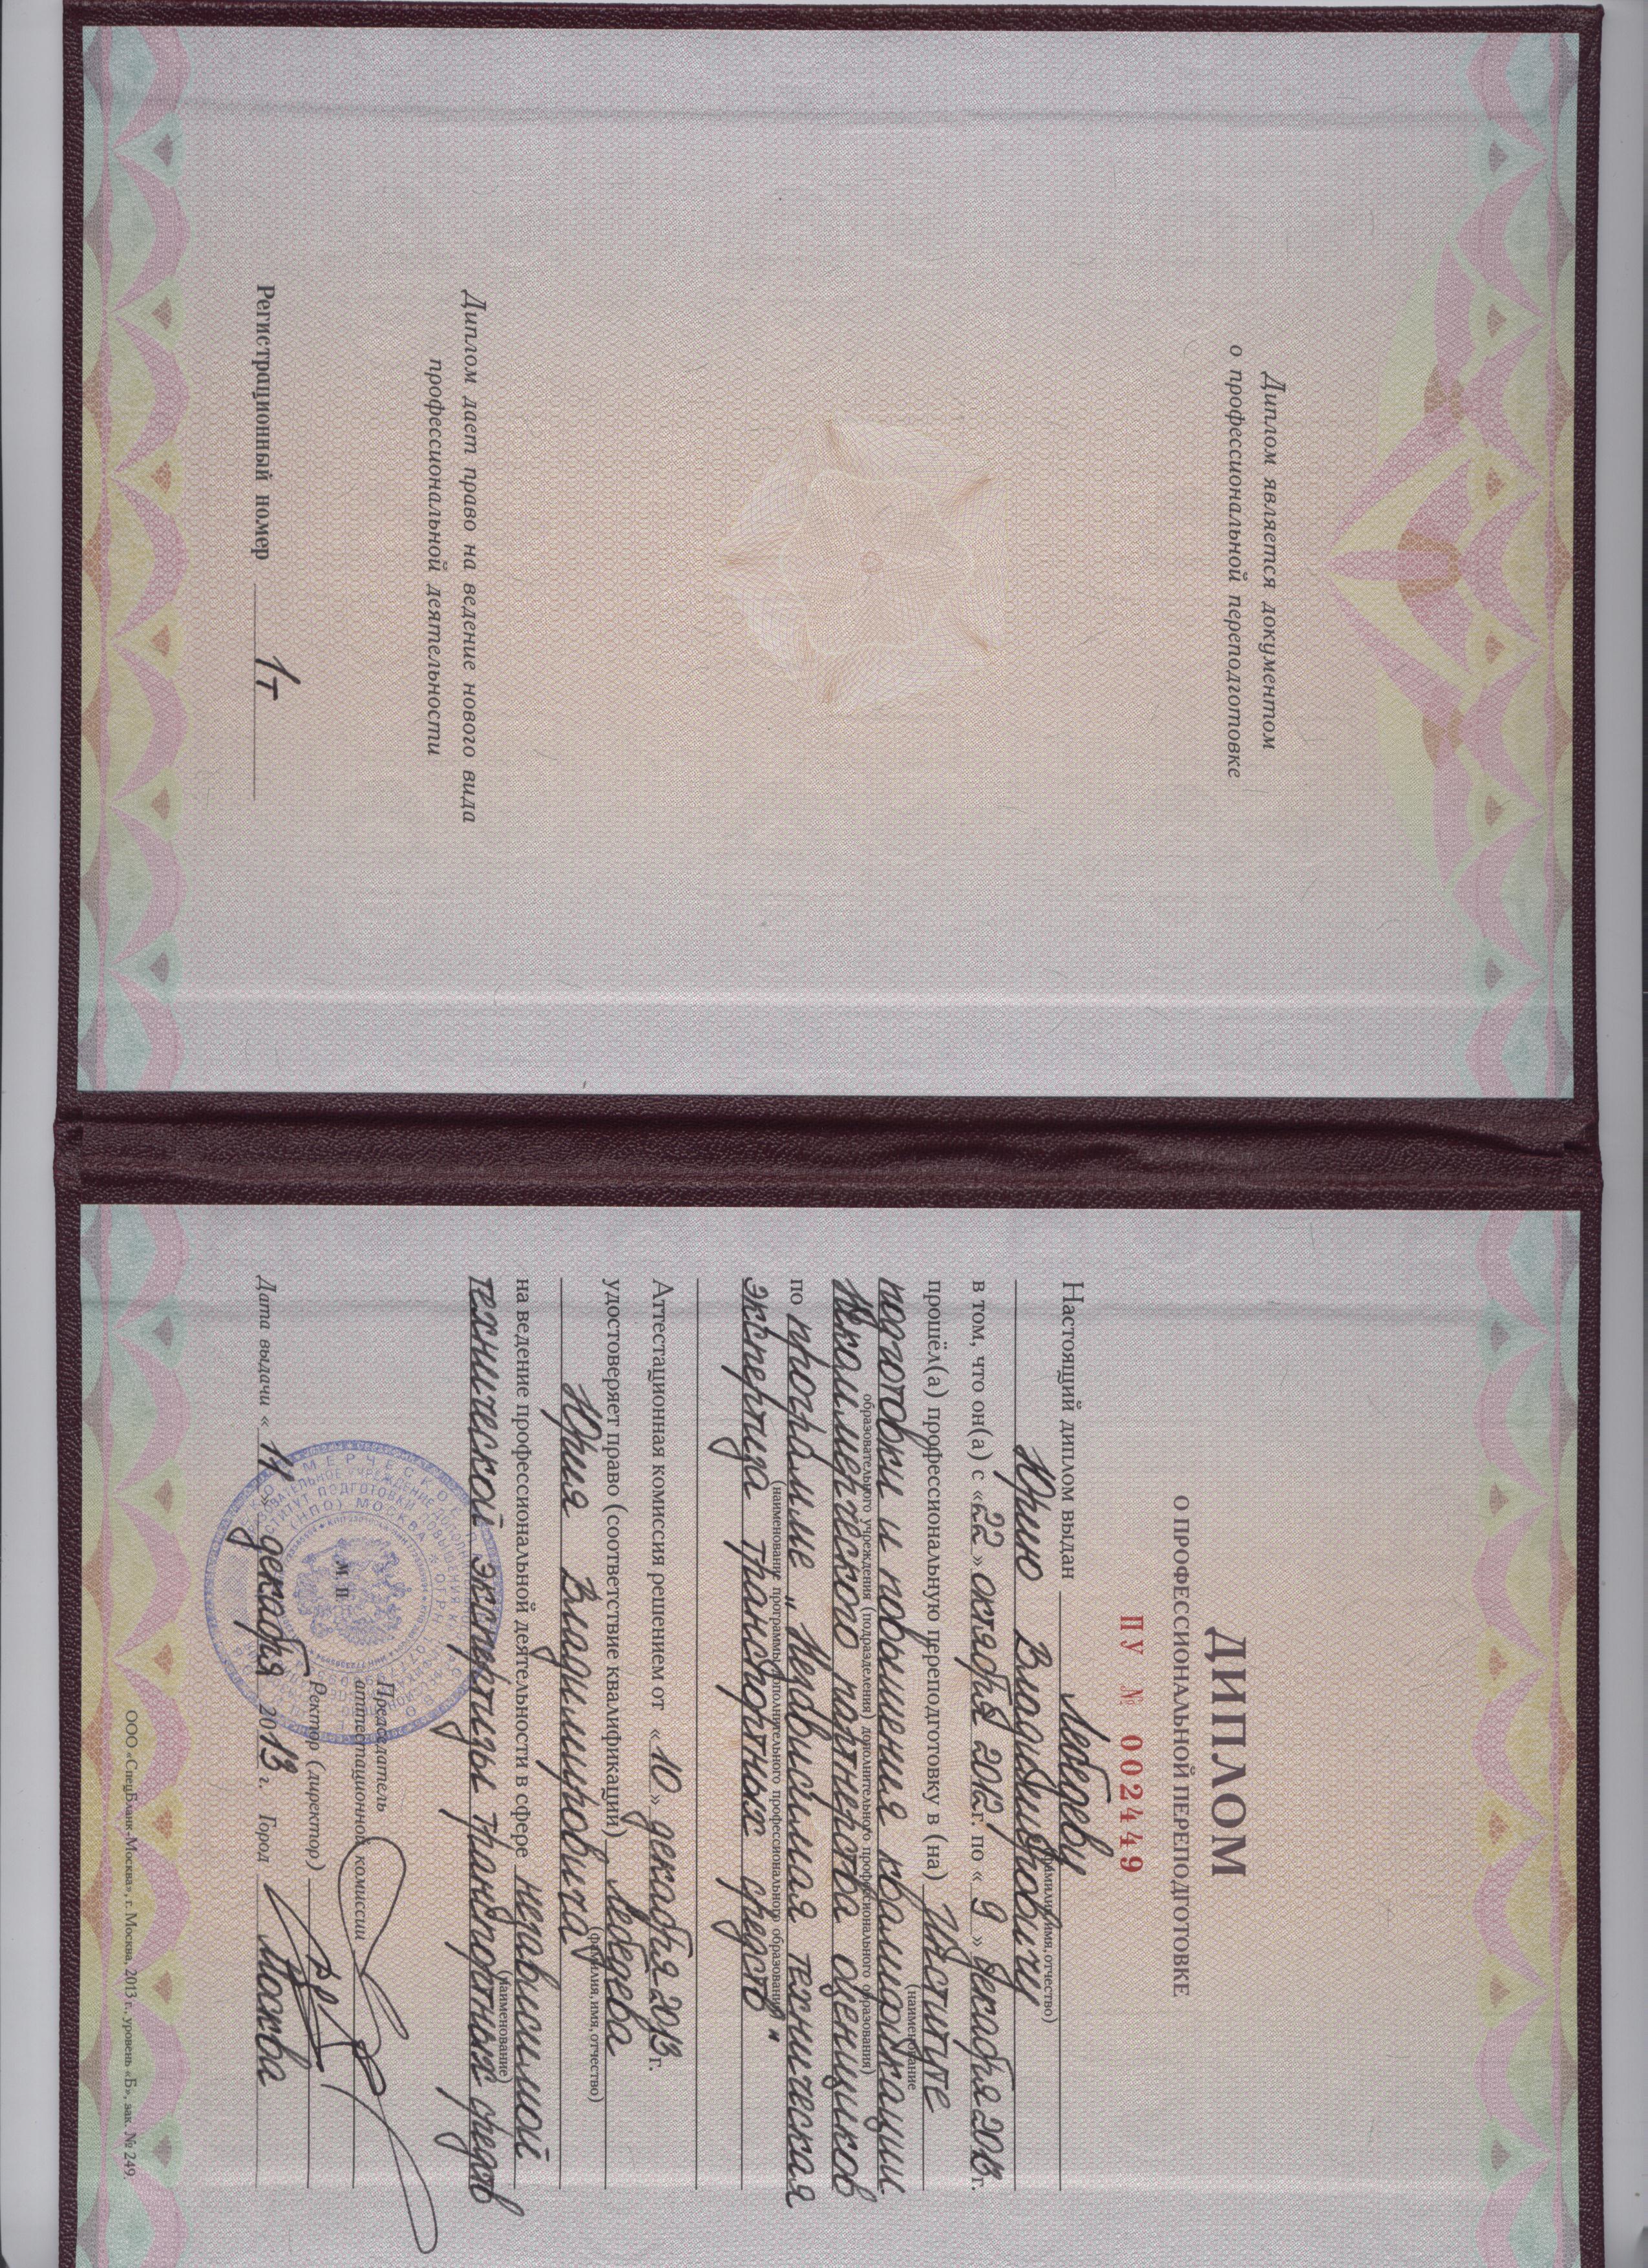 Диплом является документом
о профессиональной переподготовке
Диплом дает право на ведение нового вида
профессиональной деятельности
Регистрационный номер 1т
ДИПЛОМ
О ПРОФЕССИОНАЛЬНОЙ ПЕРЕПОДГОТОВКЕ
ПУ № 002449
Настоящий диплом выдан Лебедеву
(фамилия, имя, отчество)
Юрию Владимировичу
в том, что он(а) с «22» октября 2012 г. по «9» декабря 2013 г.
прошёл(а) профессиональную переподготовку в (на) Институте
(наименование
подготовки и повышения квалификации
образовательного учреждения (подразделения) дополнительного профессионального образования)
Некоммерческого партнерства оценщиков
по программе „Независимая техническая
(наименование программы дополнительного профессионального образования)
экспертиза транспортных средств"
Аттестационная комиссия решением от «10» декабря 2013 г.
удостоверяет право (соответствие квалификации) Лебедева
(фамилия, имя, отчество)
Юрия Владимировича
на ведение профессиональной деятельности в сфере независимой
(наименование)
технической экспертизы транспортных средств
Председатель
аттестационной комиссии
М П
Ректор (директор)
Дата выдачи «11» декабря 2013 г. Город Москва
ООО «СпецБланк-Москва», г. Москва, 2013 г., уровень «Б», зак. № 249.